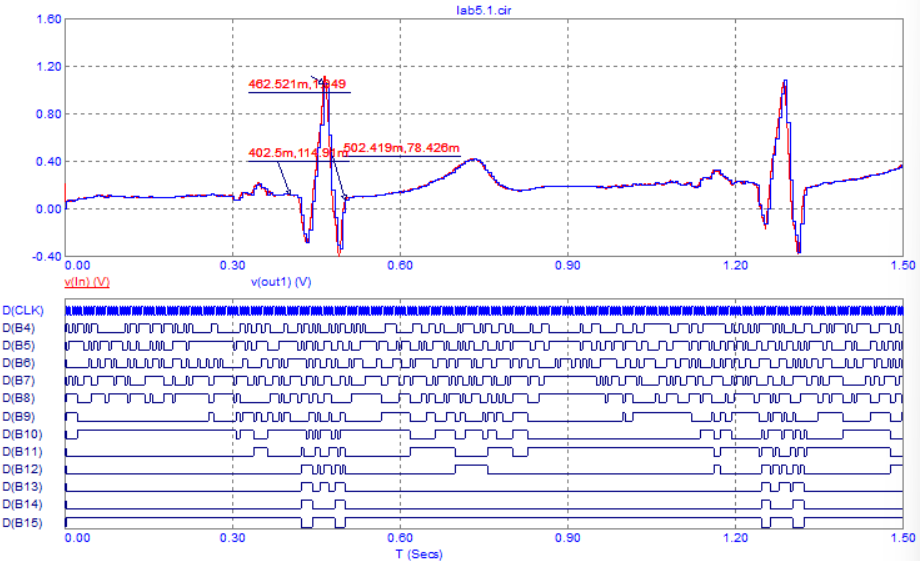 lab5.1.cir
1.60
1.20
0.80
0.40
0.00
-0.40
462.521m,1.149
402.5m,114.91m
502.419m,78.426m
0.00 0.30 0.60 0.90 1.20 1.50
v(In) (V) v(out1) (V)
D(CLK)
D(B4)
D(B5)
D(B6)
D(B7)
D(B8)
D(B9)
D(B10)
D(B11)
D(B12)
D(B13)
D(B14)
D(B15)
0.00 0.30 0.60 0.90 1.20 1.50
T (Secs)